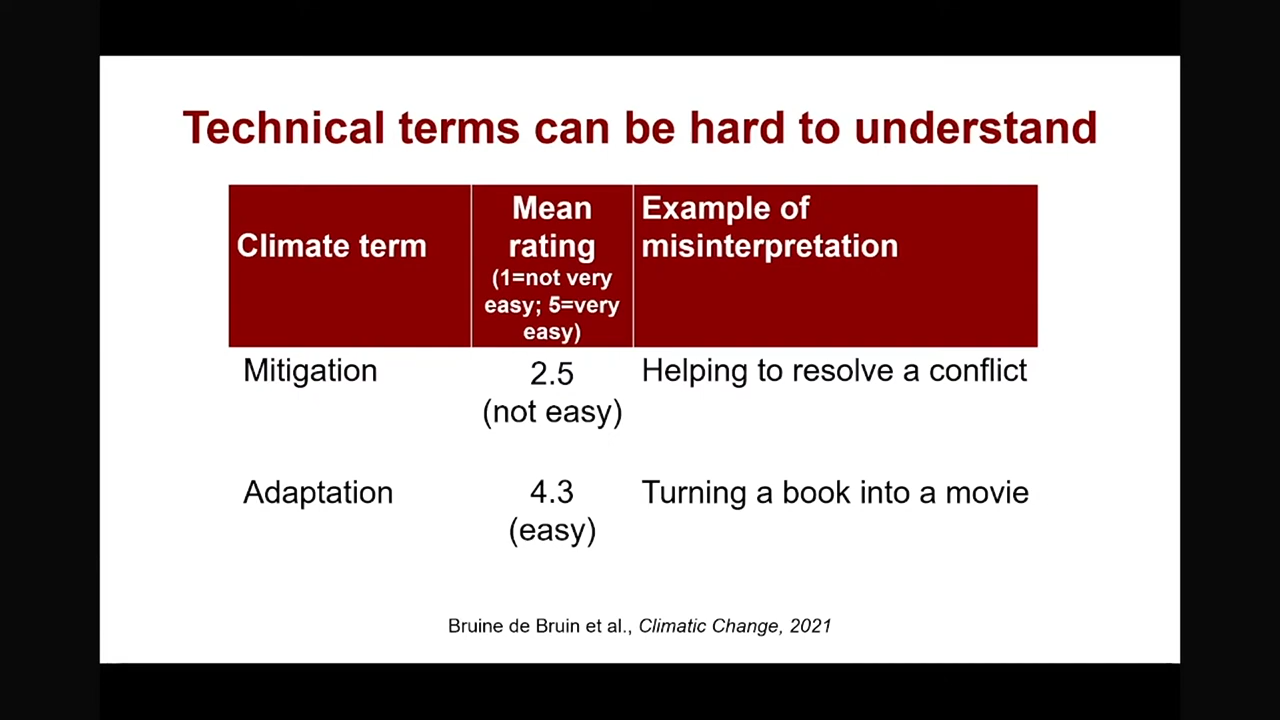 Technical terms can be hard to understand
Climate term
Mean
rating
(1=not very
easy; 5=very
easy)
Example of
misinterpretation
Mitigation
2.5
(not easy)
Helping to resolve a conflict
Adaptation
4.3
(easy)
Turning a book into a movie
Bruine de Bruin et al., Climatic Change, 2021